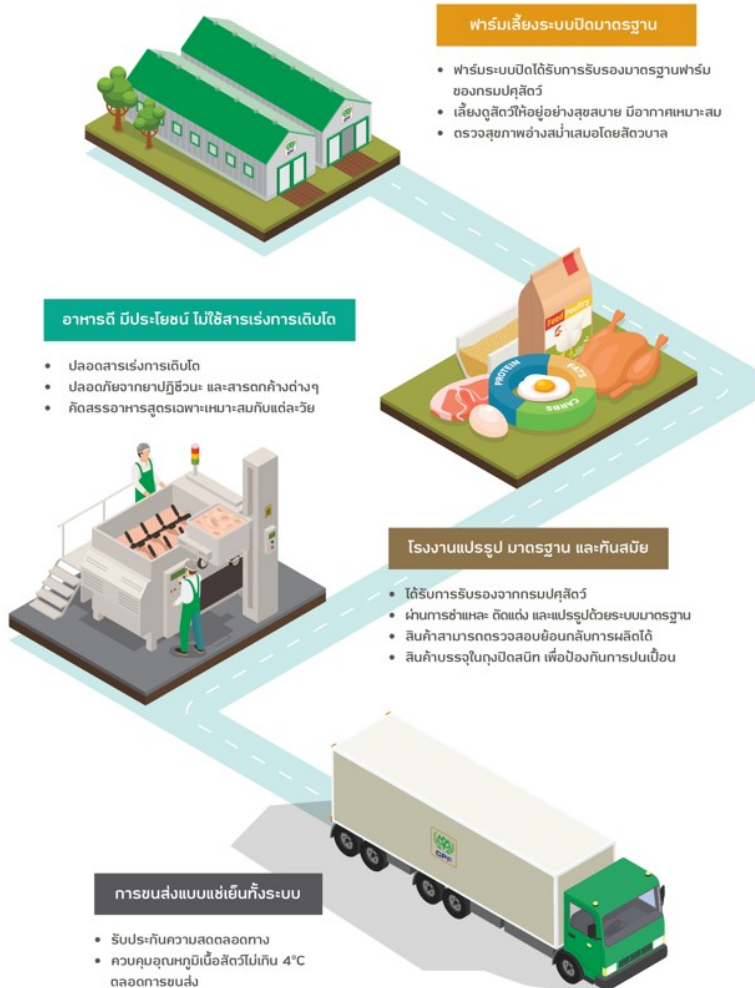 ฟาร์มเลี้ยงระบบปิดมาตรฐาน
• ฟาร์มระบบปิดได้รับการรับรองมาตรฐานฟาร์ม
ของกรมปศุสัตว์
• เลี้ยงดูสัตว์ให้อยู่อย่างสุขสบาย มีอากาศเหมาะสม
• ตรวจสุขภาพอย่างสม่ำเสมอโดยสัตวบาล
อาหารดี มีประโยชน์ ไม่ใช้สารเร่งการเติบโต
• ปลอดสารเร่งการเติบโต
• ปลอดภัยจากยาปฏิชีวนะ และสารตกค้างต่างๆ
• คัดสรรอาหารสูตรเฉพาะเหมาะสมกับแต่ละวัย
Feed Poultry
PROTEIN
FATS
CARBS
โรงงานแปรรูป มาตรฐาน และทันสมัย
• ได้รับการรับรองจากกรมปศุสัตว์
• ผ่านการชำแหละ ตัดแต่ง และแปรรูปด้วยระบบมาตรฐาน
• สินค้าสามารถตรวจสอบย้อนกลับการผลิตได้
• สินค้าบรรจุในถุงปิดสนิท เพื่อป้องกันการปนเปื้อน
CPF
การขนส่งแบบแช่เย็นทั้งระบบ
• รับประกันความสดตลอดทาง
• ควบคุมอุณหภูมิเนื้อสัตว์ไม่เกิน 4°C
ตลอดการขนส่ง